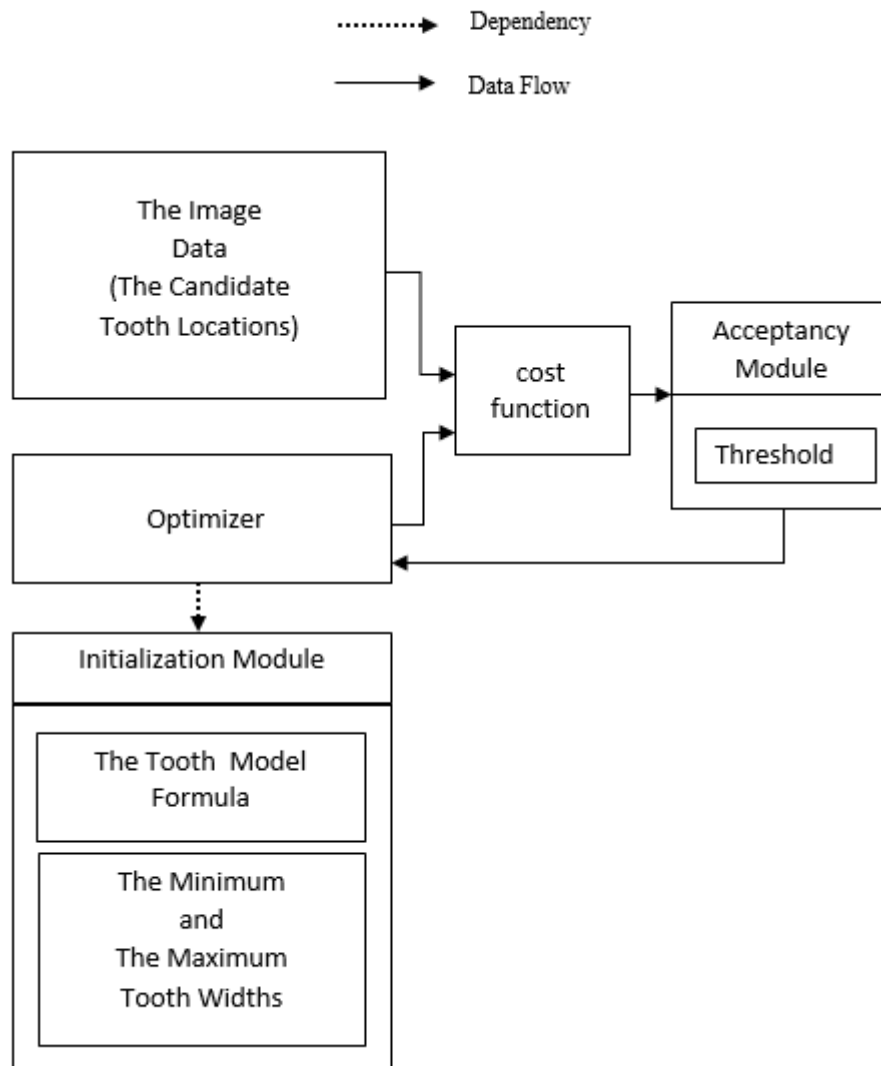 Dependency
Data Flow
The Image
Data
(The Candidate
Tooth Locations)
cost
function
Acceptancy
Module
Threshold
Optimizer
Initialization Module
The Tooth Model
Formula
The Minimum
and
The Maximum
Tooth Widths